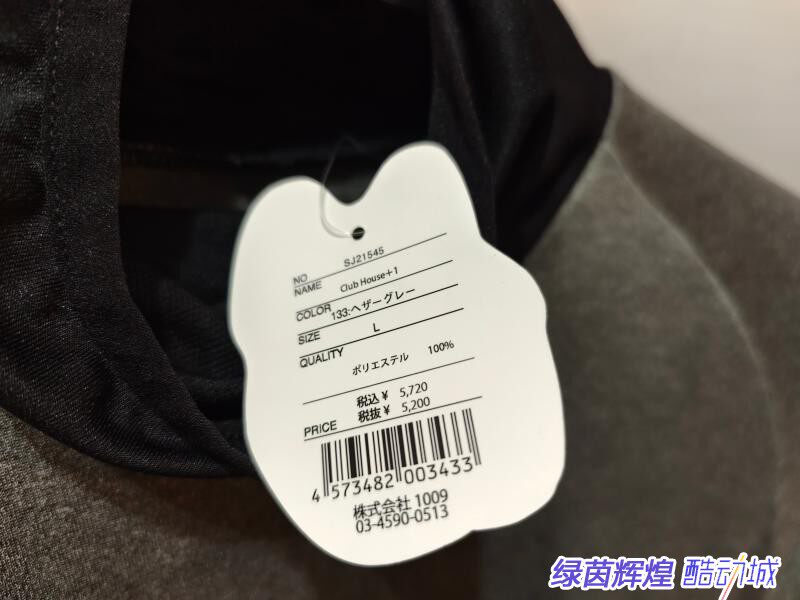 NO SJ21545
NAME Club House+1
COLOR 133:ヘザーグレー
SIZE L
QUALITY
ポリエステル 100%
税込¥ 5,720
税抜¥ 5,200
PRICE
4 573482 003433
株式会社 1009
03-4590-0513
绿茵辉煌 酷动城